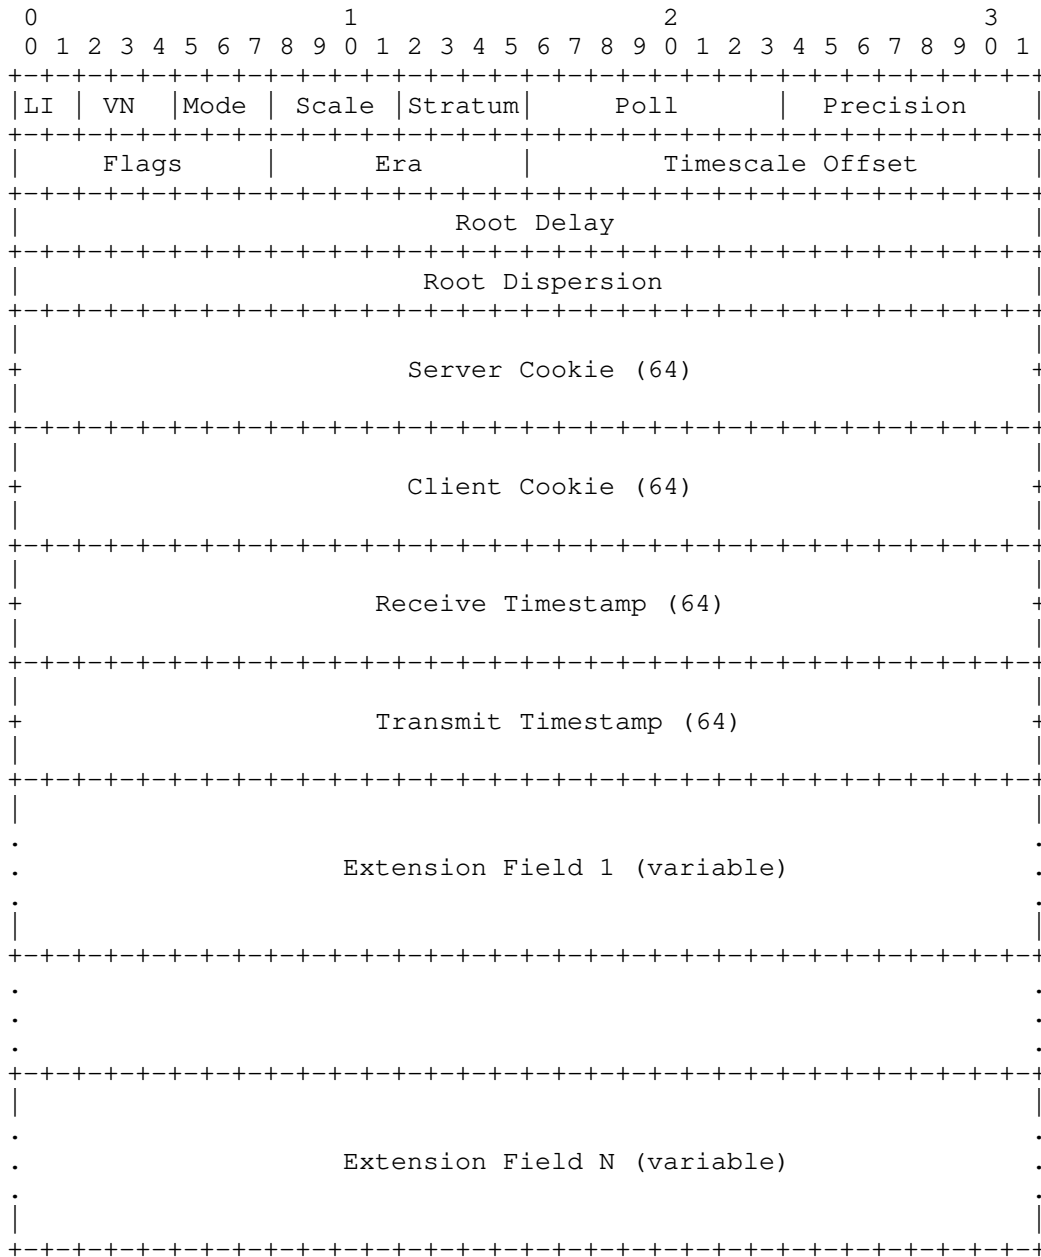 0                   1                   2                   3
 0 1 2 3 4 5 6 7 8 9 0 1 2 3 4 5 6 7 8 9 0 1 2 3 4 5 6 7 8 9 0 1
+-+-+-+-+-+-+-+-+-+-+-+-+-+-+-+-+-+-+-+-+-+-+-+-+-+-+-+-+-+-+-+-+
|LI | VN  |Mode | Scale |Stratum|     Poll      |  Precision    |
+-+-+-+-+-+-+-+-+-+-+-+-+-+-+-+-+-+-+-+-+-+-+-+-+-+-+-+-+-+-+-+-+
|     Flags     |      Era      |        Timescale Offset       |
+-+-+-+-+-+-+-+-+-+-+-+-+-+-+-+-+-+-+-+-+-+-+-+-+-+-+-+-+-+-+-+-+
|                           Root Delay                          |
+-+-+-+-+-+-+-+-+-+-+-+-+-+-+-+-+-+-+-+-+-+-+-+-+-+-+-+-+-+-+-+-+
|                         Root Dispersion                       |
+-+-+-+-+-+-+-+-+-+-+-+-+-+-+-+-+-+-+-+-+-+-+-+-+-+-+-+-+-+-+-+-+
|                                                               |
+                        Server Cookie (64)                     +
|                                                               |
+-+-+-+-+-+-+-+-+-+-+-+-+-+-+-+-+-+-+-+-+-+-+-+-+-+-+-+-+-+-+-+-+
|                                                               |
+                        Client Cookie (64)                     +
|                                                               |
+-+-+-+-+-+-+-+-+-+-+-+-+-+-+-+-+-+-+-+-+-+-+-+-+-+-+-+-+-+-+-+-+
|                                                               |
+                      Receive Timestamp (64)                   +
|                                                               |
+-+-+-+-+-+-+-+-+-+-+-+-+-+-+-+-+-+-+-+-+-+-+-+-+-+-+-+-+-+-+-+-+
|                                                               |
+                      Transmit Timestamp (64)                  +
|                                                               |
+-+-+-+-+-+-+-+-+-+-+-+-+-+-+-+-+-+-+-+-+-+-+-+-+-+-+-+-+-+-+-+-+
|                                                               |
.                                                               .
.                    Extension Field 1 (variable)               .
.                                                               .
|                                                               |
+-+-+-+-+-+-+-+-+-+-+-+-+-+-+-+-+-+-+-+-+-+-+-+-+-+-+-+-+-+-+-+-+
.                                                               .
.                                                               .
.                                                               .
+-+-+-+-+-+-+-+-+-+-+-+-+-+-+-+-+-+-+-+-+-+-+-+-+-+-+-+-+-+-+-+-+
|                                                               |
.                                                               .
.                    Extension Field N (variable)               .
.                                                               .
|                                                               |
+-+-+-+-+-+-+-+-+-+-+-+-+-+-+-+-+-+-+-+-+-+-+-+-+-+-+-+-+-+-+-+-+